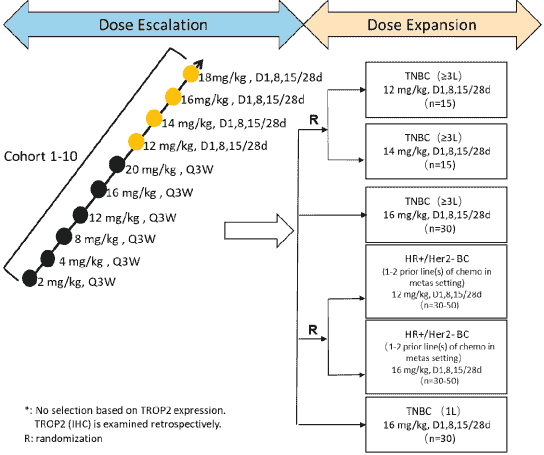 Dose Escalation
Dose Expansion
18mg/kg , D1,8,15/28d
16mg/kg , D1,8,15/28d
14 mg/kg, D1,8,15/28d
12 mg/kg, D1,8,15/28d
20 mg/kg , Q3W
16 mg/kg , Q3W
12 mg/kg , Q3W
8 mg/kg , Q3W
4 mg/kg , Q3W
2 mg/kg, Q3W
Cohort 1-10
R
TNBC (≥3L)
12 mg/kg, D1,8,15/28d
(n=15)
TNBC (≥3L)
14 mg/kg, D1,8,15/28d
(n=15)
TNBC (≥3L)
16 mg/kg, D1,8,15/28d
(n=30)
R
HR+/Her2- BC
(1-2 prior line(s) of chemo in
metas setting)
12 mg/kg, D1,8,15/28d
(n=30-50)
HR+/Her2- BC
(1-2 prior line(s) of chemo in
metas setting)
16 mg/kg, D1,8,15/28d
(n=30-50)
TNBC (1L)
16 mg/kg, D1,8,15/28d
(n=30)
*: No selection based on TROP2 expression.
TROP2 (IHC) is examined retrospectively.
R: randomization